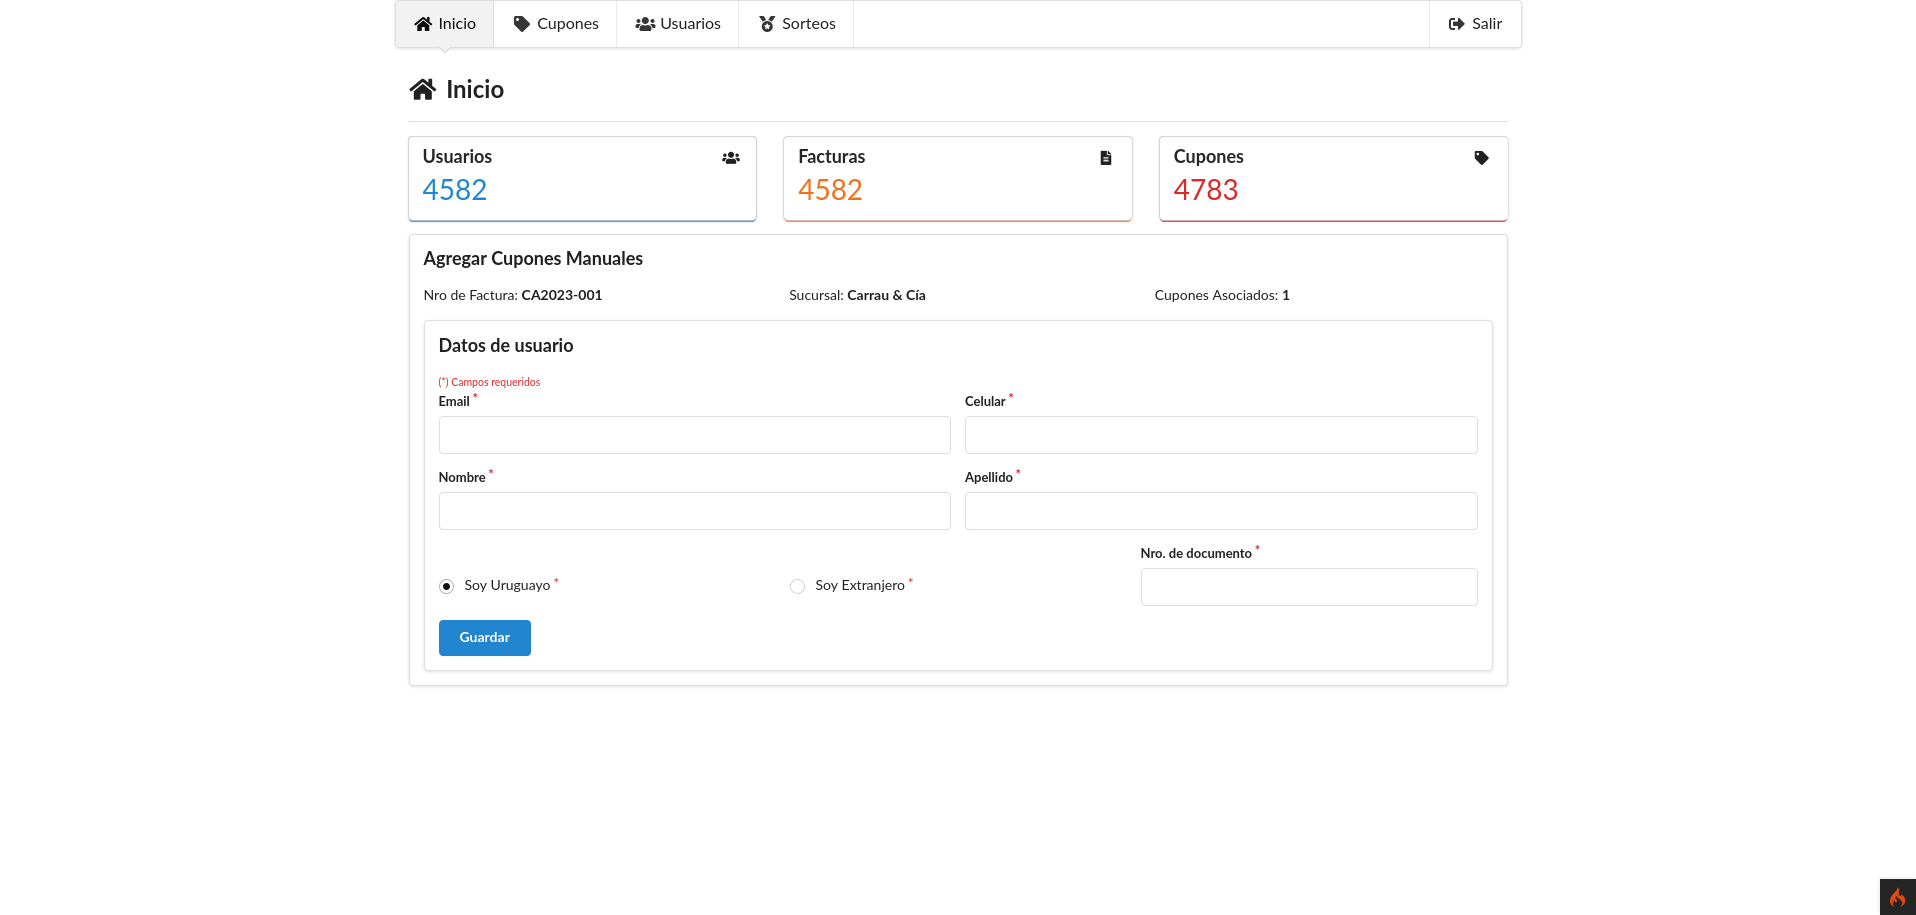 Inicio Cupones Usuarios Sorteos Salir
Inicio
Usuarios Facturas Cupones
4582 4582 4783
Agregar Cupones Manuales
Nro de Factura: CA2023-001 Sucursal: Carrau & Cía Cupones Asociados: 1
Datos de usuario
(*) Campos requeridos
Email * Celular *
Nombre * Apellido *
Nro. de documento *
Soy Uruguayo * Soy Extranjero *
Guardar